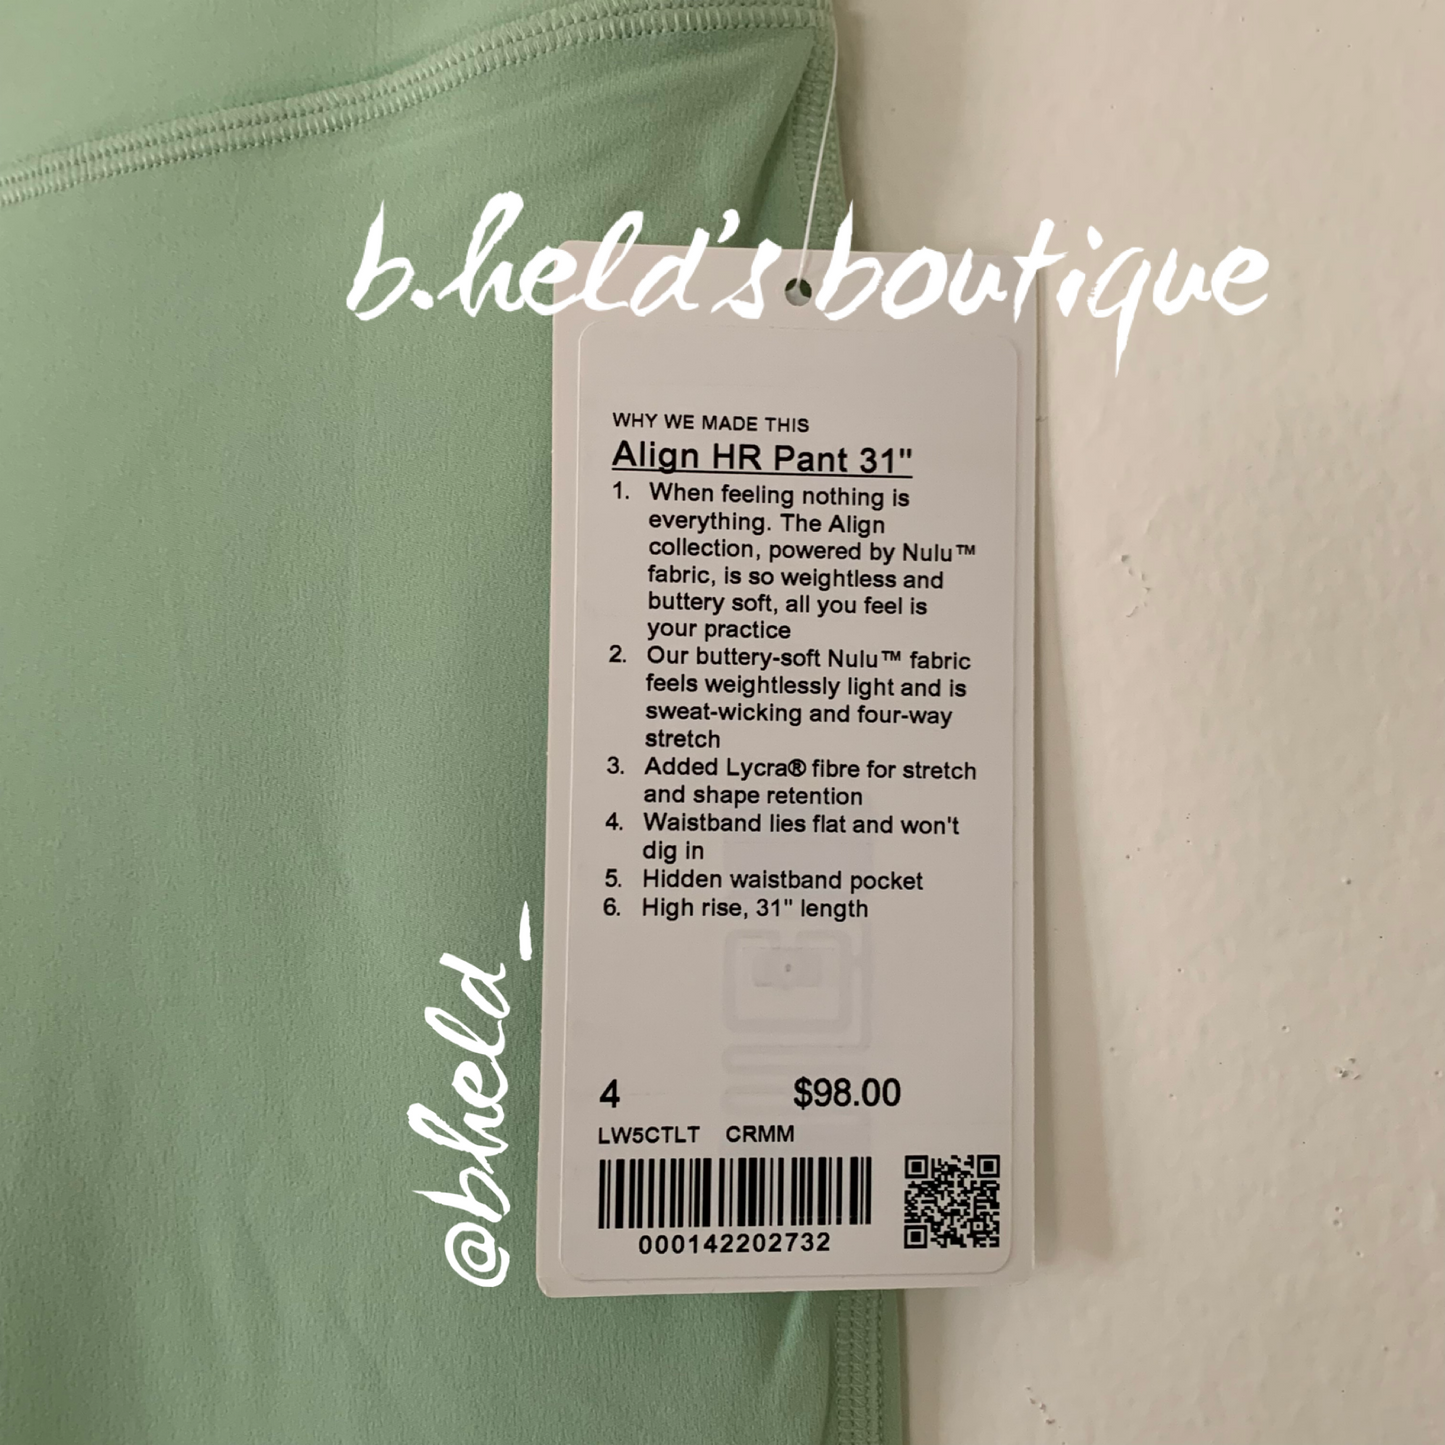 b.held's boutique
WHY WE MADE THIS
Align HR Pant 31"
1. When feeling nothing is
everything. The Align
collection, powered by Nulu™
fabric, is so weightless and
buttery soft, all you feel is
your practice
2. Our buttery-soft Nulu™ fabric
feels weightlessly light and is
sweat-wicking and four-way
stretch
3. Added Lycra® fibre for stretch
and shape retention
4. Waistband lies flat and won't
dig in
5. Hidden waistband pocket
6. High rise, 31" length
@bheld_
4 $98.00
LW5CTLT CRMM
000142202732